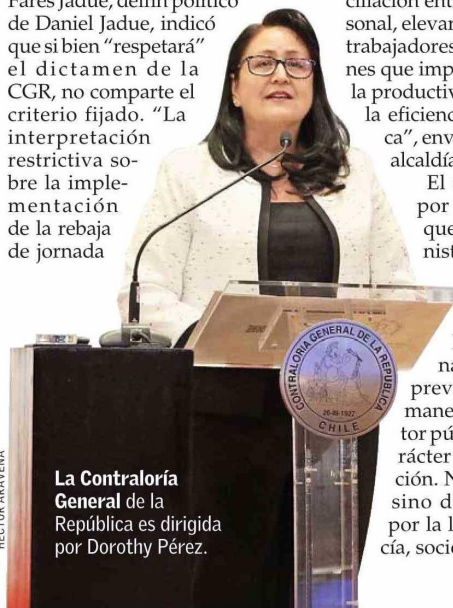 Fares Jadue, delfín político
de Daniel Jadue, indicó
que si bien “respetará”
el dictamen de la
CGR, no comparte el
criterio fijado. “La
interpretación
restrictiva so-
bre la imple-
mentación
de la rebaja
de jornada
ciliación ent
sonal, elevar
trabajadores
nes que imp
la productiv
la eficienc
ca”, env
alcaldía
El
por
que
nist
na
prev
mane
tor pú
rácter
ción. N
sino d
por la l
cía, socie
CONTRALORIA GENERAL DE LA REPUBLICA
26-III-1927
CHILE
La Contraloría
General de la
República es dirigida
por Dorothy Pérez.
HÉCTOR ARAVENA